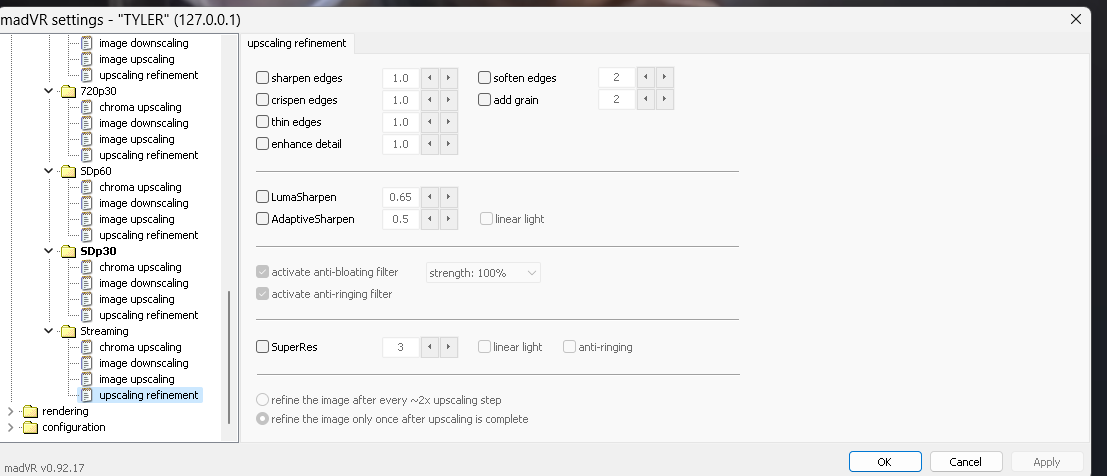 madVR settings - "TYLER" (127.0.0.1)
image downscaling
image upscaling
upscaling refinement
720p30
chroma upscaling
image downscaling
image upscaling
upscaling refinement
SDp60
chroma upscaling
image downscaling
image upscaling
upscaling refinement
SDp30
chroma upscaling
image downscaling
image upscaling
upscaling refinement
Streaming
chroma upscaling
image downscaling
image upscaling
upscaling refinement
rendering
configuration
madVR v0.92.17
upscaling refinement
sharpen edges 1.0 soften edges 2
crispen edges 1.0 add grain 2
thin edges 1.0
enhance detail 1.0
LumaSharpen 0.65
AdaptiveSharpen 0.5 linear light
activate anti-bloating filter strength: 100%
activate anti-ringing filter
SuperRes 3 linear light anti-ringing
refine the image after every ~2x upscaling step
refine the image only once after upscaling is complete
OK Cancel Apply